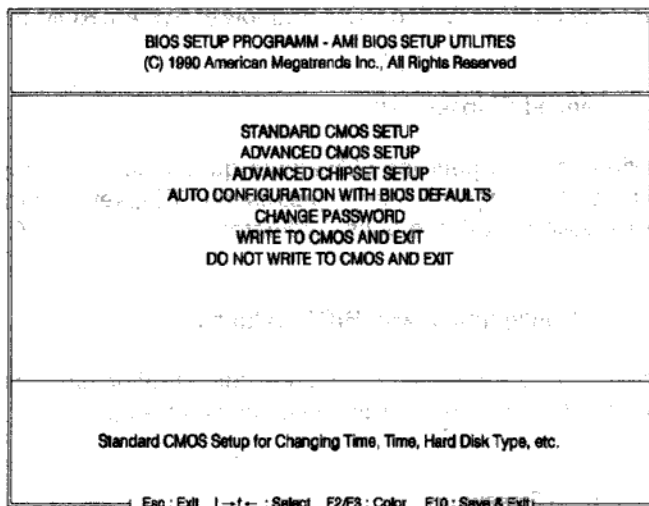 BIOS SETUP PROGRAMM - AMI BIOS SETUP UTILITIES
(C) 1990 American Megatrends Inc., All Rights Reserved
STANDARD CMOS SETUP
ADVANCED CMOS SETUP
ADVANCED CHIPSET SETUP
AUTO CONFIGURATION WITH BIOS DEFAULTS
CHANGE PASSWORD
WRITE TO CMOS AND EXIT
DO NOT WRITE TO CMOS AND EXIT
Standard CMOS Setup for Changing Time, Time, Hard Disk Type, etc.
Esc : Exit ↓→↑← : Select F2/F3 : Color F10 : Save & Exit